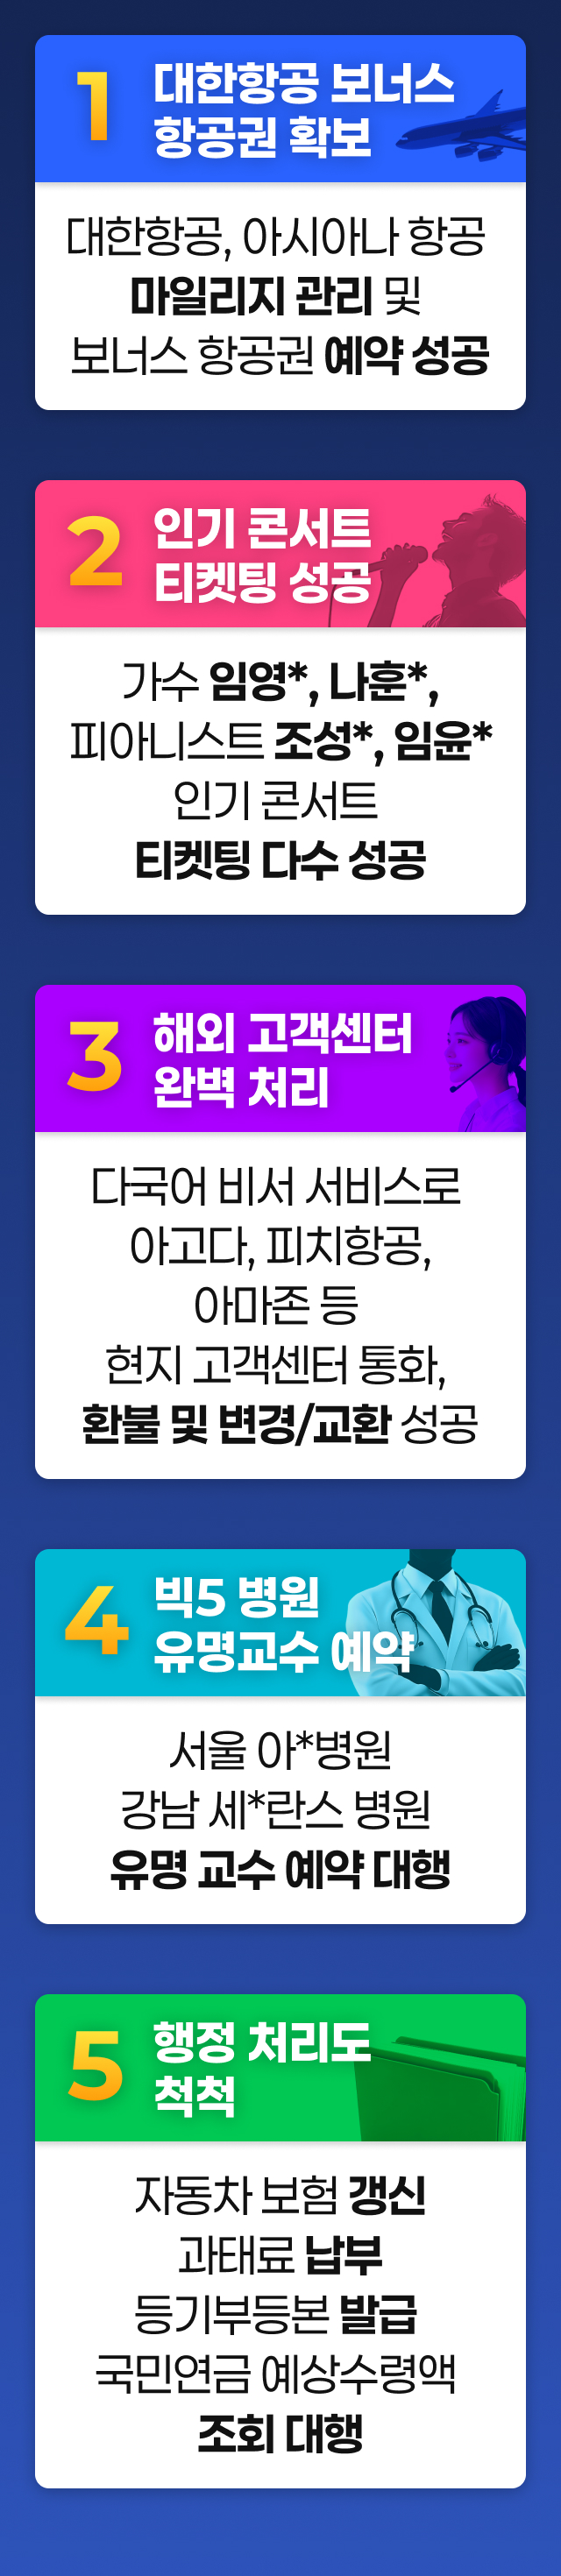 1
대한항공 보너스
항공권 확보
대한항공, 아시아나 항공
마일리지 관리 및
보너스 항공권 예약 성공
2
인기 콘서트
티켓팅 성공
가수 임영*, 나훈*,
피아니스트 조성*, 임윤*
인기 콘서트
티켓팅 다수 성공
3
해외 고객센터
완벽 처리
다국어 비서 서비스로
아고다, 피치항공,
아마존 등
현지 고객센터 통화,
환불 및 변경/교환 성공
4
빅5 병원
유명교수 예약
서울 아*병원
강남 세*란스 병원
유명 교수 예약 대행
5
행정 처리도
척척
자동차 보험 갱신
과태료 납부
등기부등본 발급
국민연금 예상수령액
조회 대행